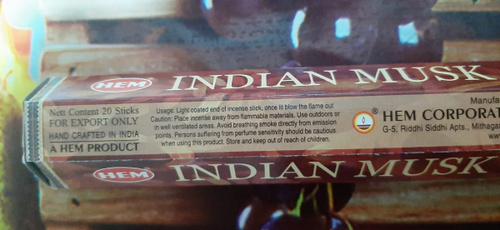 HEM INDIAN MUSK
Nett Content 20 Sticks
FOR EXPORT ONLY
HAND CRAFTED IN INDIA
A HEM PRODUCT
Usage: Light coated end of incense stick, once lit blow the flame out
Caution: Place incense away from flammable materials. Use outdoors or
in well ventilated areas. Avoid breathing smoke directly from emission
points. Persons suffering from perfume sensitivity should be cautious
when using this product. Store and keep out of reach of children.
Manufa
® HEM CORPORAT
G-5, Riddhi Siddhi Apts., Mithagar
ww
HEM INDIAN MUSK